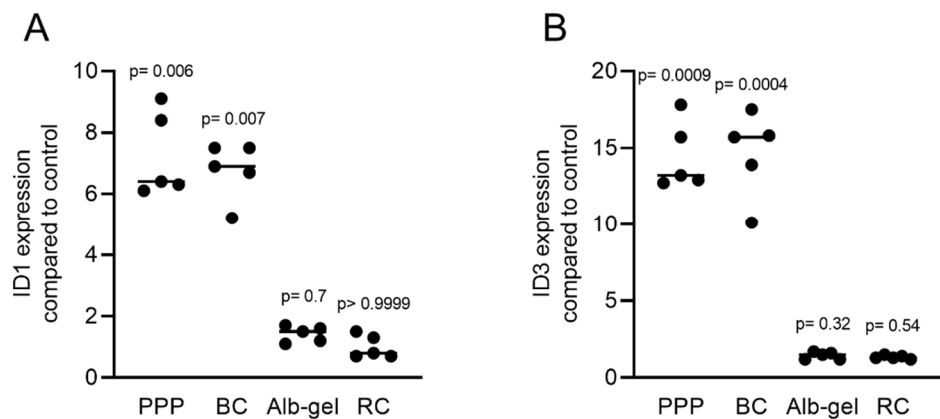 A
ID1 expression
compared to control
10
8
6
4
2
0
p= 0.006
p= 0.007
p= 0.7
p> 0.9999
PPP BC Alb-gel RC
B
ID3 expression
compared to control
20
15
10
5
0
p= 0.0009
p= 0.0004
p= 0.32
p= 0.54
PPP BC Alb-gel RC